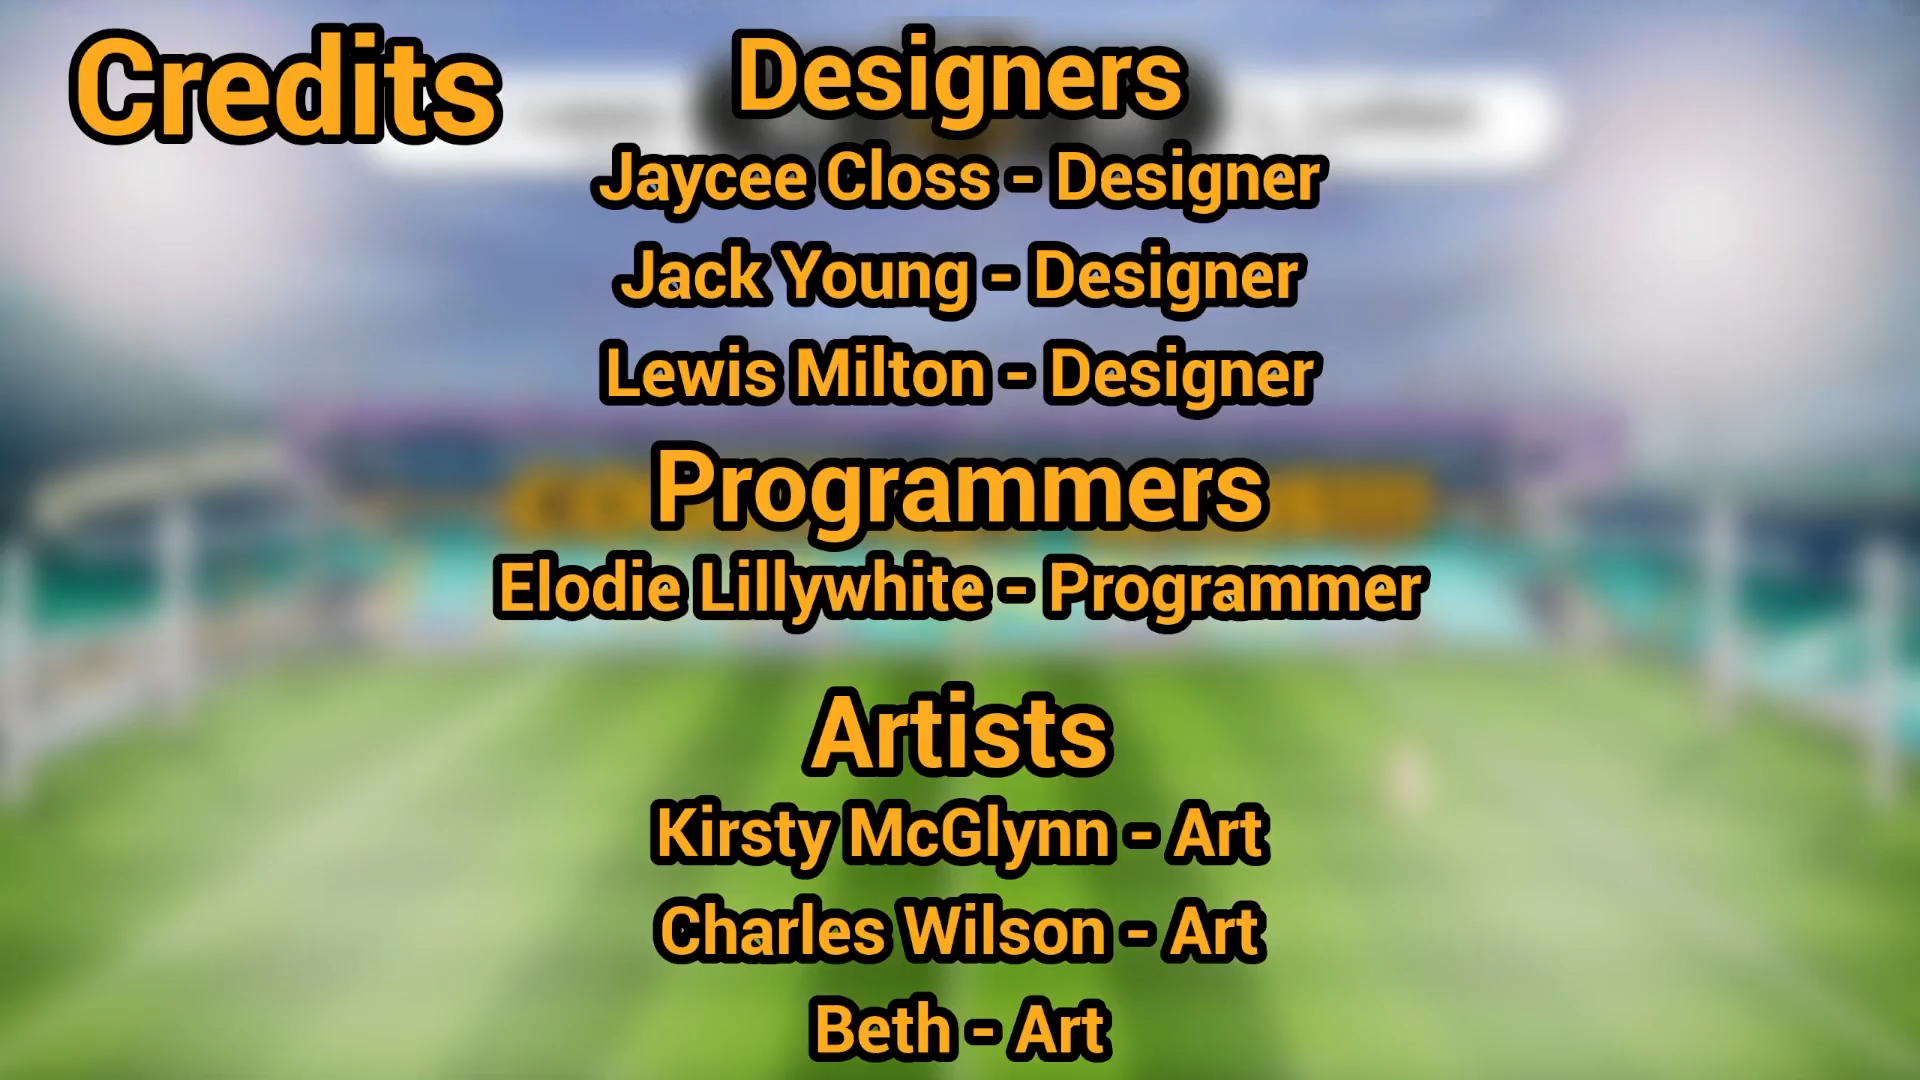 Credits
Designers
Jaycee Closs - Designer
Jack Young - Designer
Lewis Milton - Designer
Programmers
Elodie Lillywhite - Programmer
Artists
Kirsty McGlynn - Art
Charles Wilson - Art
Beth - Art